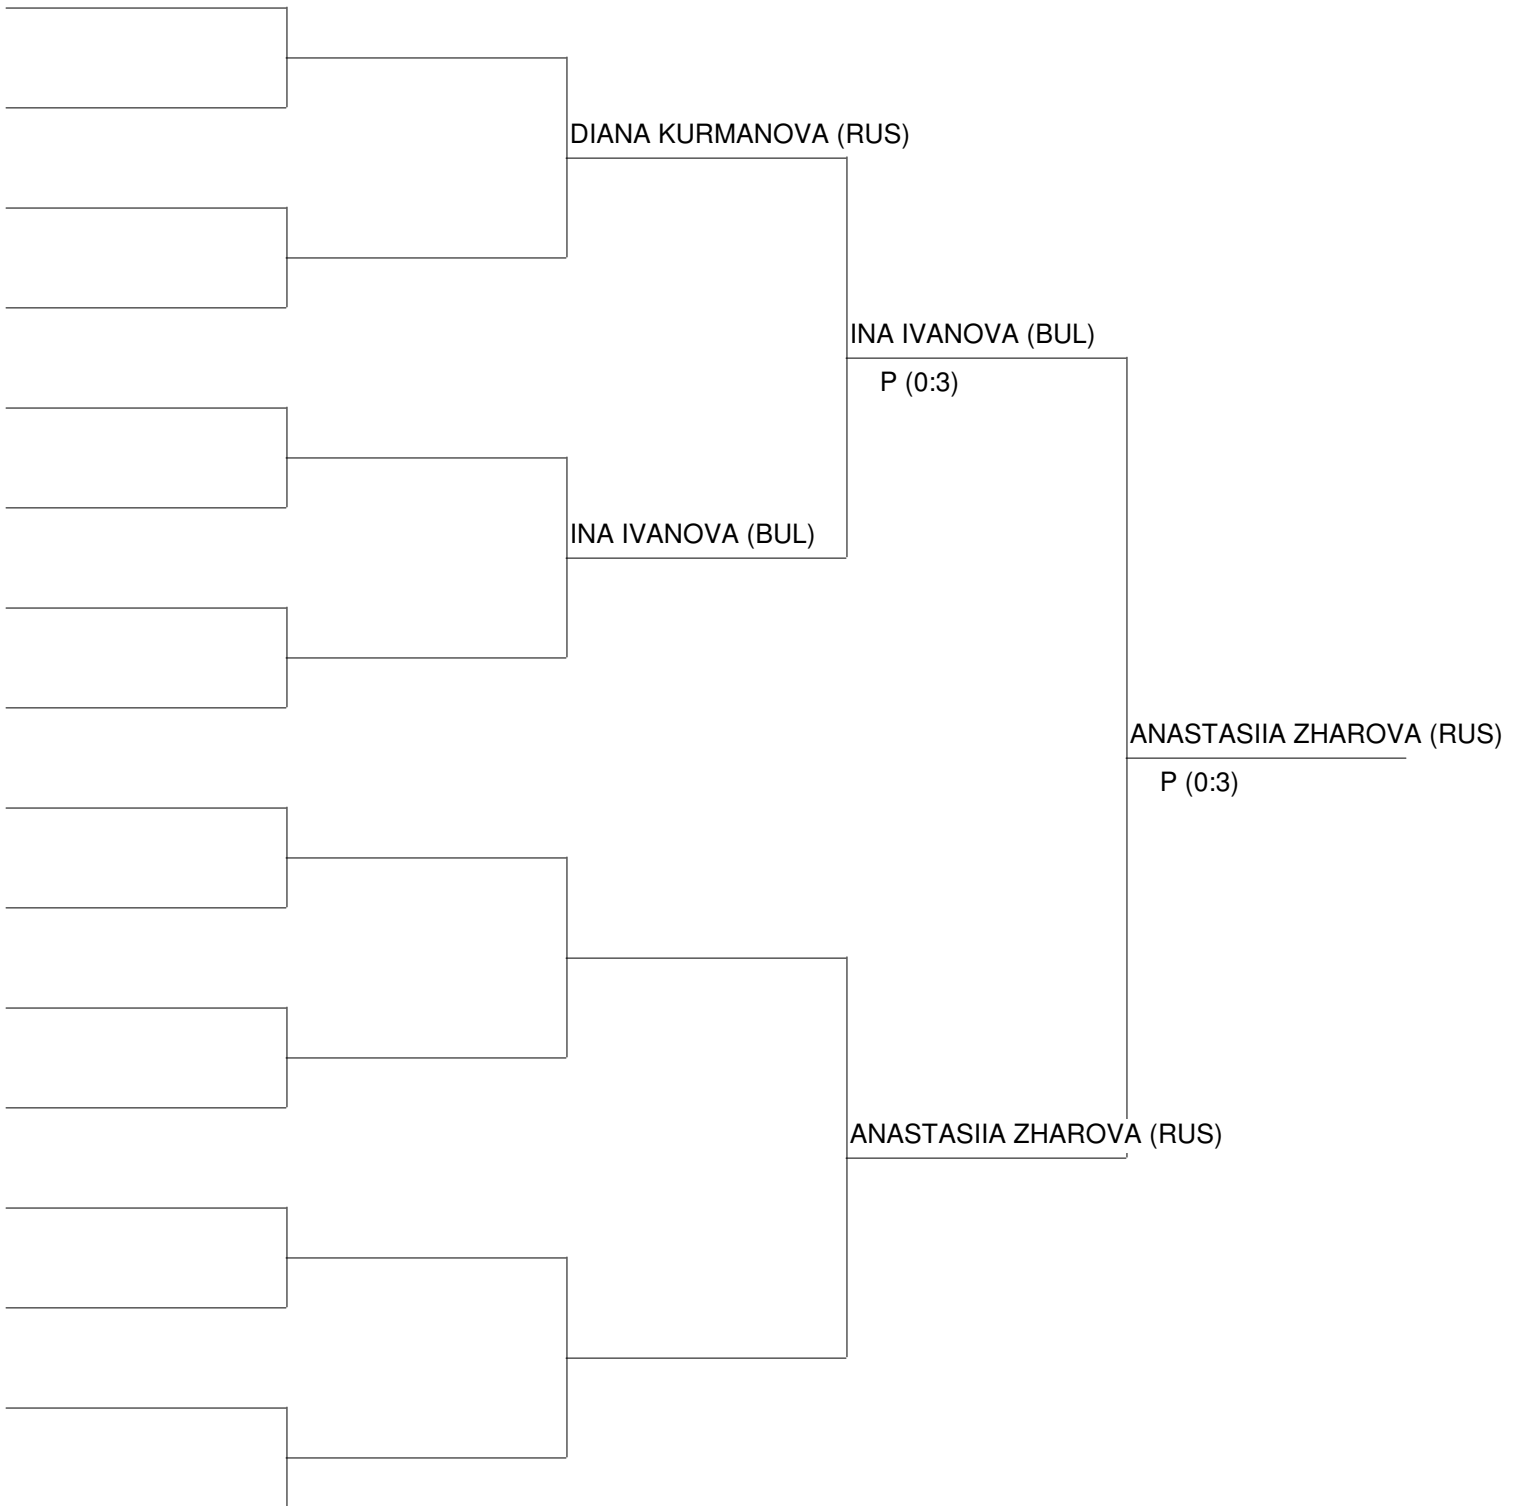 DIANA KURMANOVA (RUS)
INA IVANOVA (BUL)
P (0:3)
INA IVANOVA (BUL)
ANASTASIIA ZHAROVA (RUS)
P (0:3)
ANASTASIIA ZHAROVA (RUS)